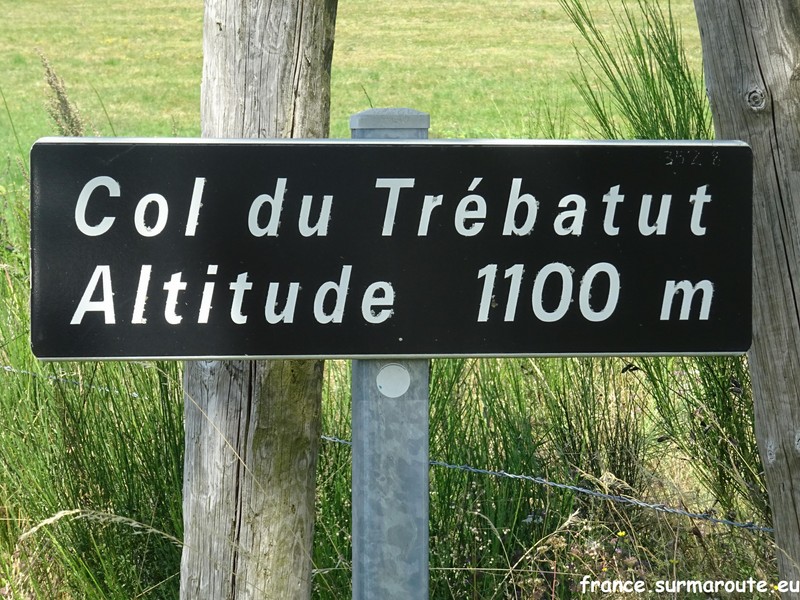 Col du Trébatut
Altitude 1100 m
france.surmaroute.eu